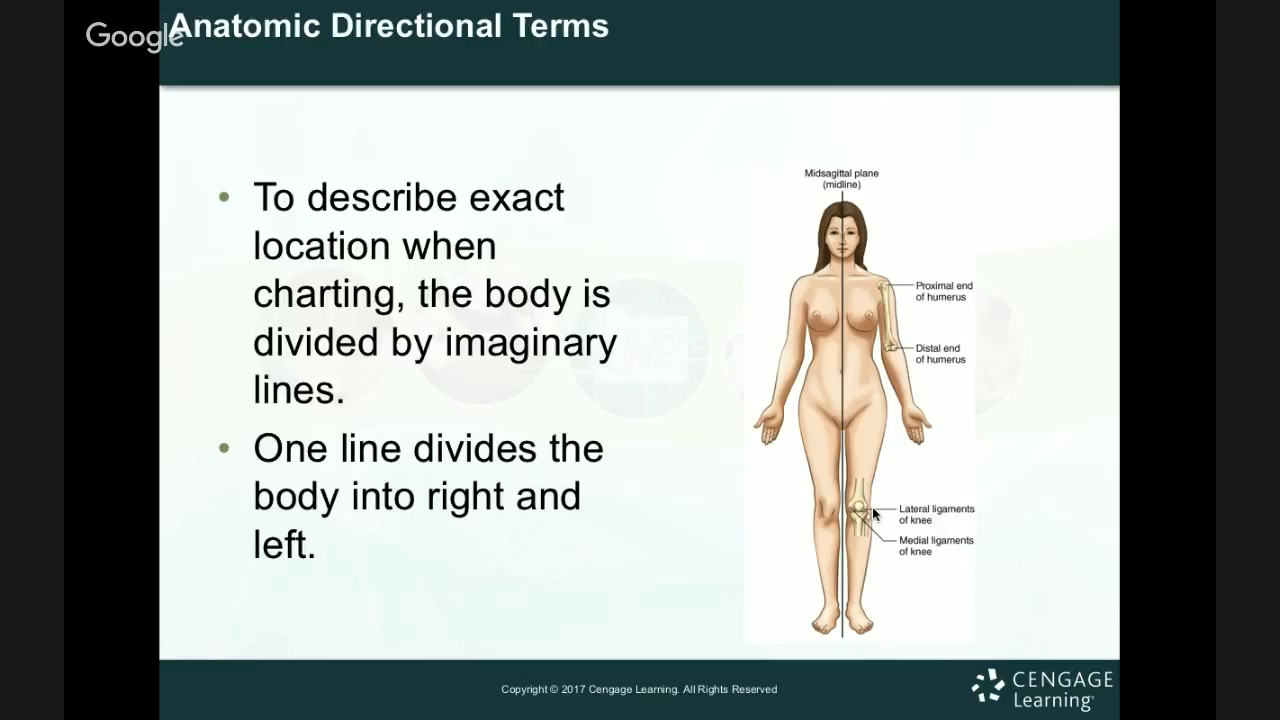 Anatomic Directional Terms
Google
• To describe exact
location when
charting, the body is
divided by imaginary
lines.
• One line divides the
body into right and
left.
Midsagittal plane
(midline)
Proximal end
of humerus
Distal end
of humerus
Lateral ligaments
of knee
Medial ligaments
of knee
Copyright © 2017 Cengage Learning. All Rights Reserved
CENGAGE
Learning